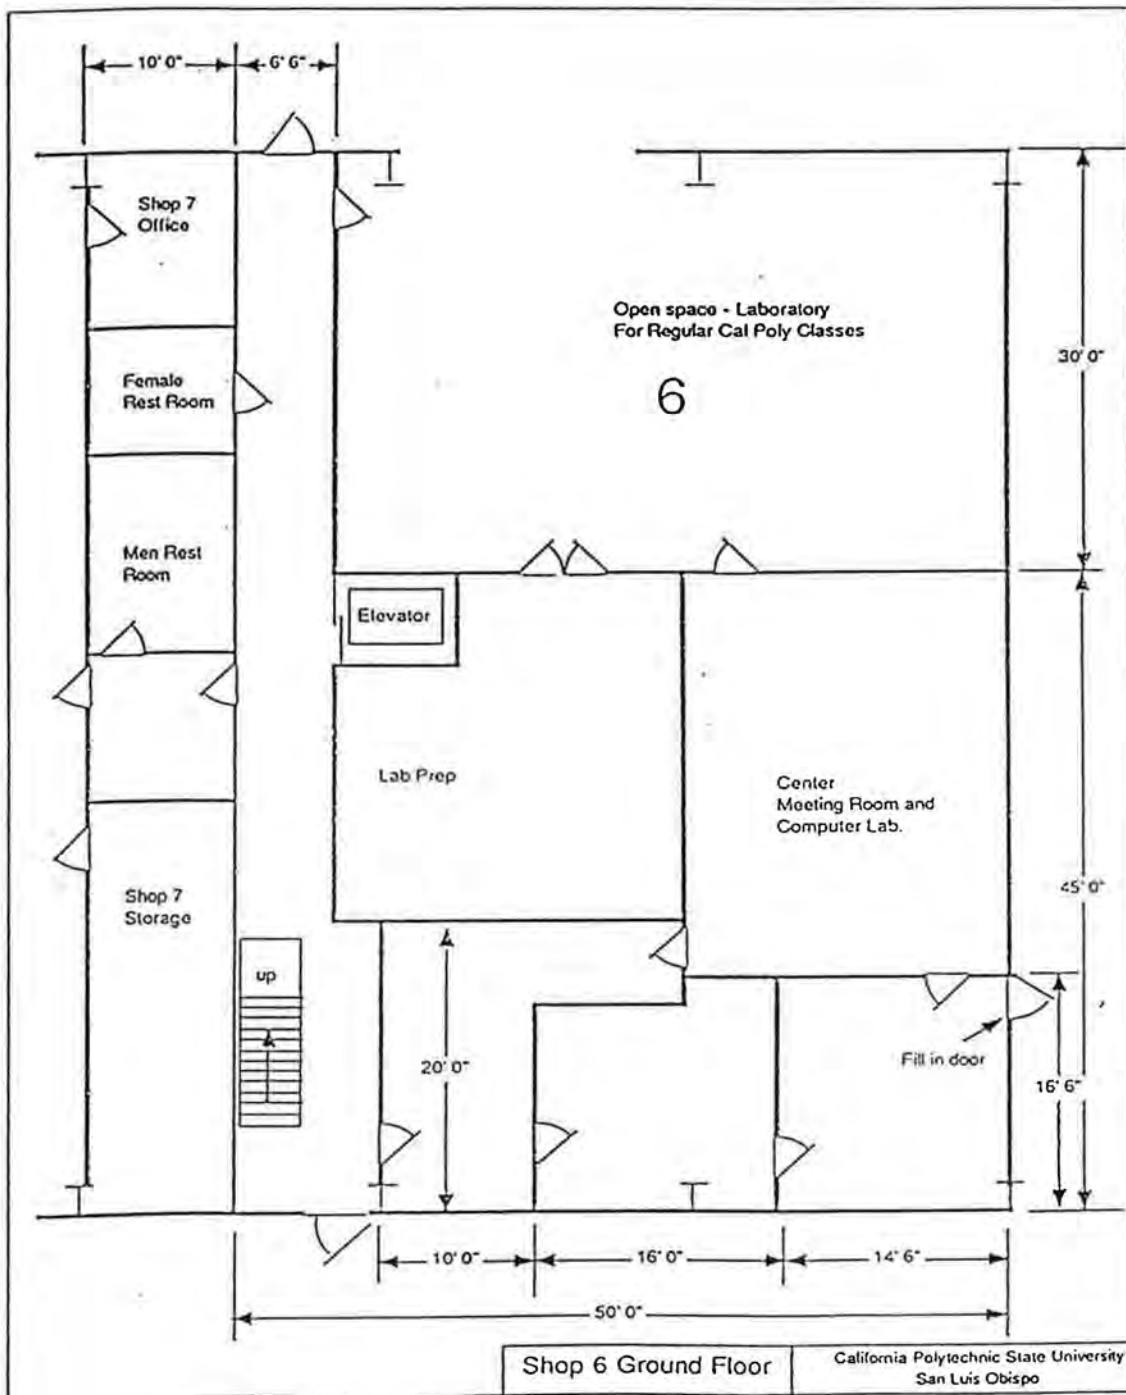 10' 0"
6' 6"
Shop 7
Office
Open space - Laboratory
For Regular Cal Poly Classes
6
30' 0"
Female
Rest Room
Men Rest
Room
Elevator
Lab Prep
Center
Meeting Room and
Computer Lab.
45' 0"
Shop 7
Storage
up
20' 0"
Fill in door
16' 6"
10' 0"
16' 0"
14' 6"
50' 0"
Shop 6 Ground Floor
California Polytechnic State University
San Luis Obispo